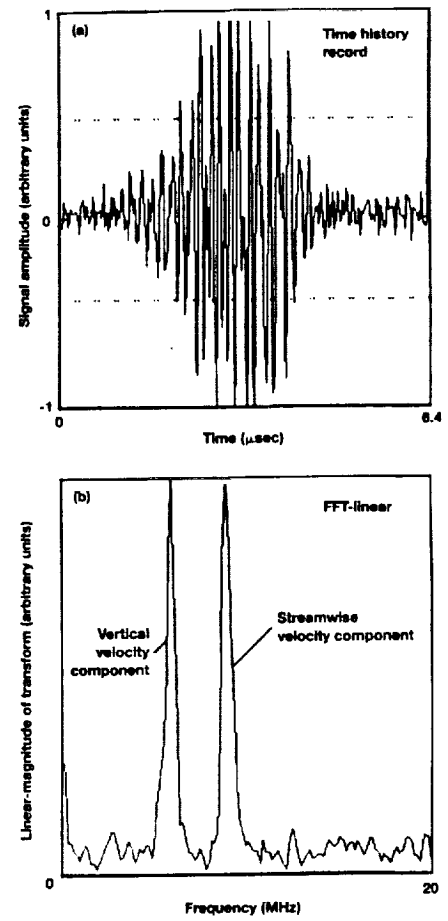 1
(a)
Time history
record
Signal amplitude (arbitrary units)
0
-1
0
6.4
Time (μsec)
(b)
FFT-linear
Linear-magnitude of transform (arbitrary units)
Vertical
velocity
component
Streamwise
velocity component
0
20
Frequency (MHz)